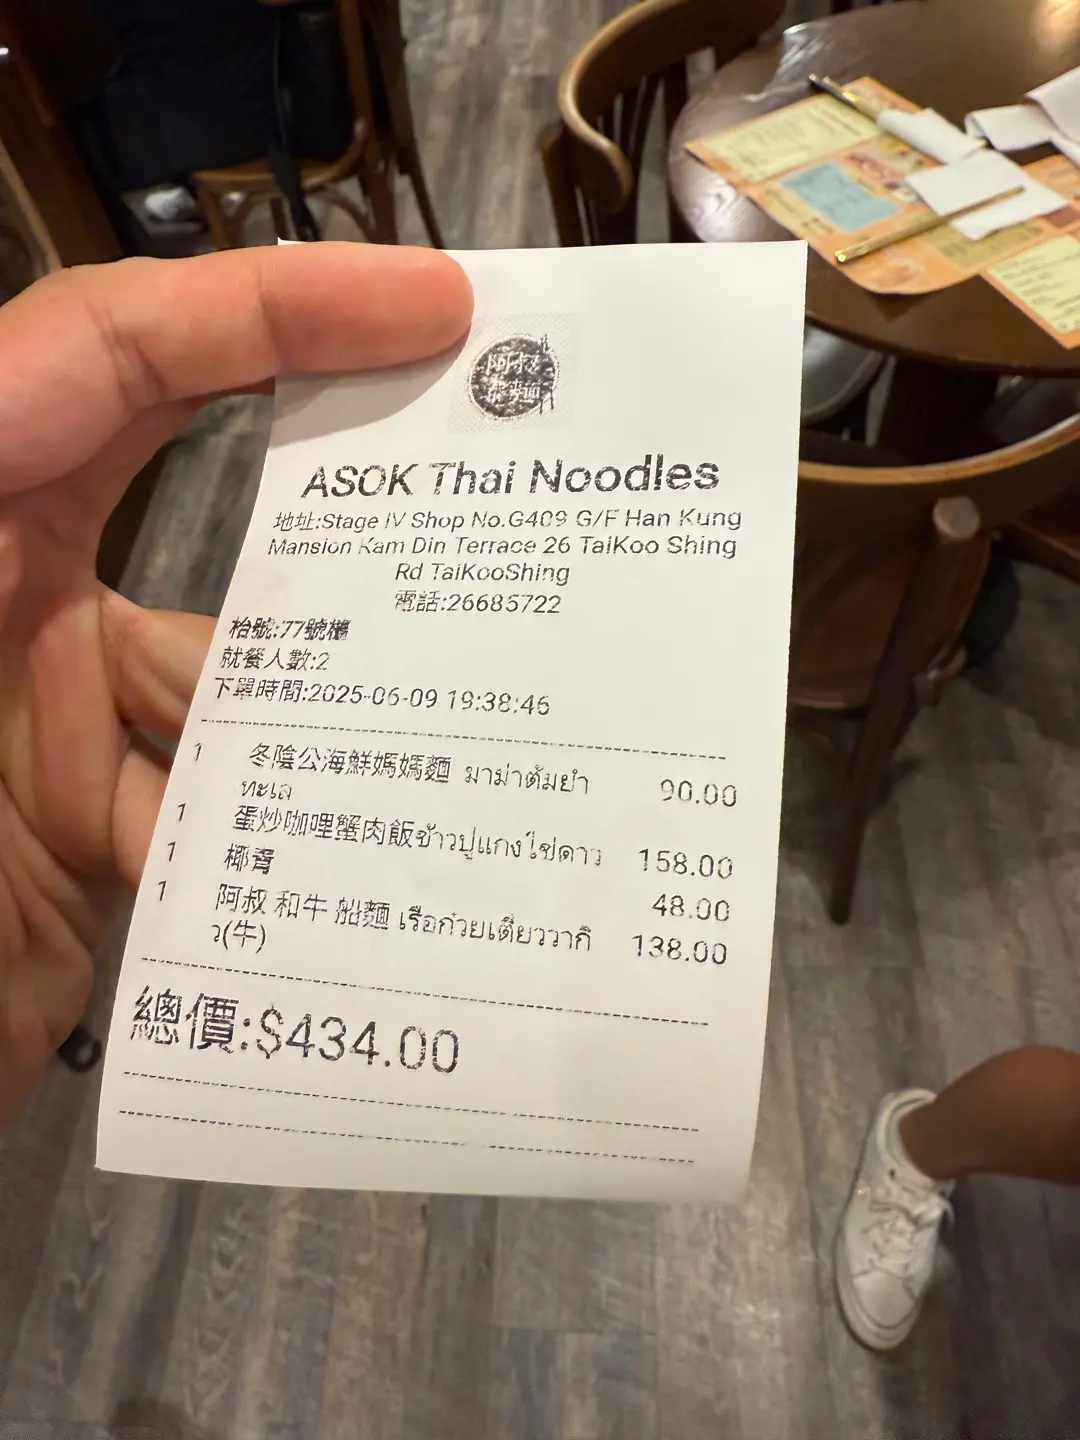 阿叔
泰麵
ASOK Thai Noodles
地址:Stage IV Shop No.G409 G/F Han Kung
Mansion Kam Din Terrace 26 TaiKoo Shing
Rd TaiKooShing
電話:26685722
枱號:77號檯
就餐人數:2
下單時間:2025-06-09 19:38:46
1 冬陰公海鮮媽媽麵 มาม่าต้มยำ 90.00
ทะเล
1 蛋炒咖哩蟹肉飯ข้าวปูแกงไข่ดาว 158.00
1 椰青 48.00
1 阿叔 和牛 船麵 เรือก๋วยเตี๋ยววากิ 138.00
ว(牛)
總價:$434.00